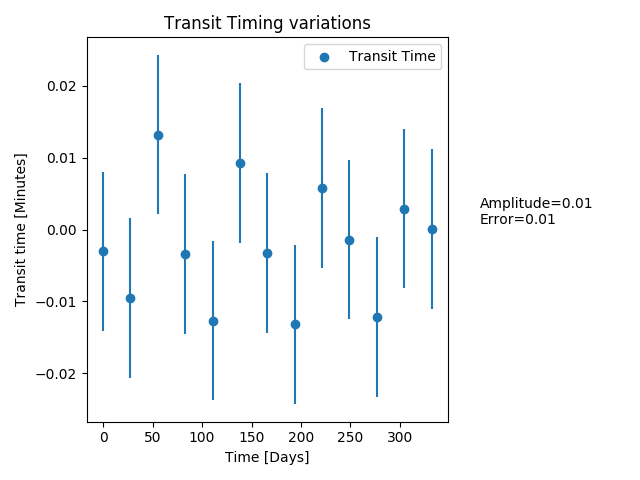 Transit Timing variations
Transit Time
0.02
0.01
0.00
−0.01
−0.02
Transit time [Minutes]
Amplitude=0.01
Error=0.01
0 50 100 150 200 250 300
Time [Days]